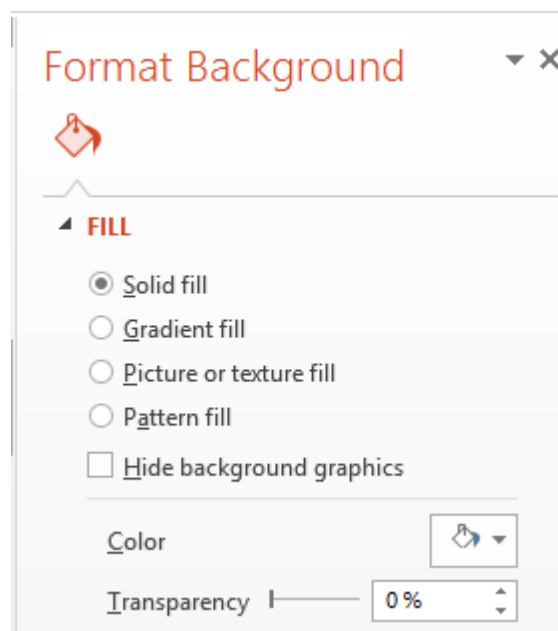 Format Background
FILL
Solid fill
Gradient fill
Picture or texture fill
Pattern fill
Hide background graphics
Color
Transparency 0 %